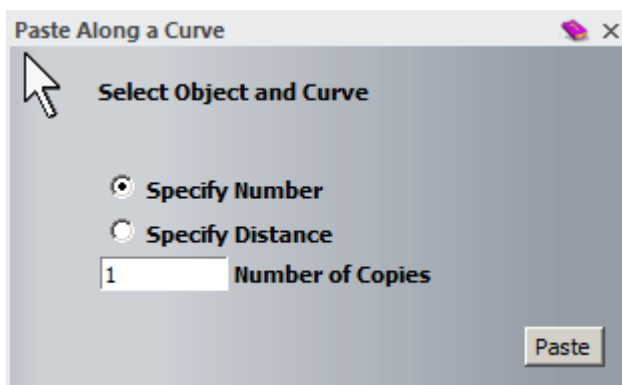 Paste Along a Curve
Select Object and Curve
Specify Number
Specify Distance
1 Number of Copies
Paste